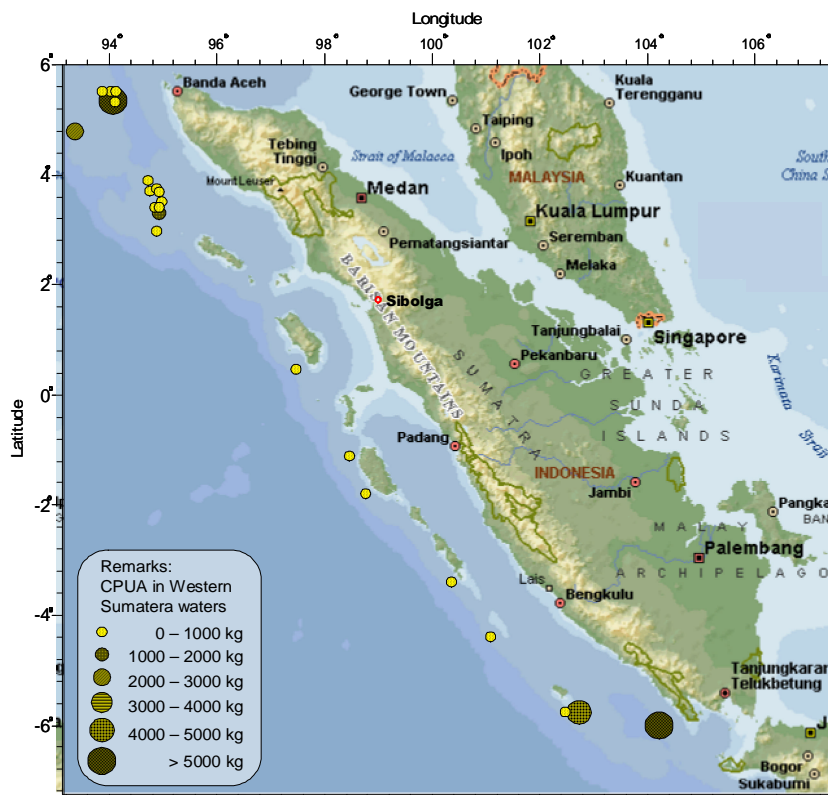 Longitude
94° 96° 98° 100° 102° 104° 106°
6°
4°
2°
0°
-2°
-4°
-6°
Latitude
Banda Aceh
George Town
Kuala
Terengganu
Taiping
Ipoh
Strait of Malacca
South
China S
Tebing
Tinggi
Mount Leuser
Medan
MALAYSIA
Kuantan
Kuala Lumpur
Pematangsiantar
Seremban
Melaka
BARISAN MOUNTAINS
Sibolga
Tanjungbalai
Singapore
Pekanbaru
SUMATRA
GREATER
SUNDA
ISLANDS
Karimata
Strait
Padang
INDONESIA
Jambi
Pangka
BAN
MALAY
Palembang
ARCHIPELAGO
Lais
Bengkulu
Tanjungkaran
Telukbetung
J
Bogor
Sukabumi
Remarks:
CPUA in Western
Sumatera waters
0 – 1000 kg
1000 – 2000 kg
2000 – 3000 kg
3000 – 4000 kg
4000 – 5000 kg
> 5000 kg